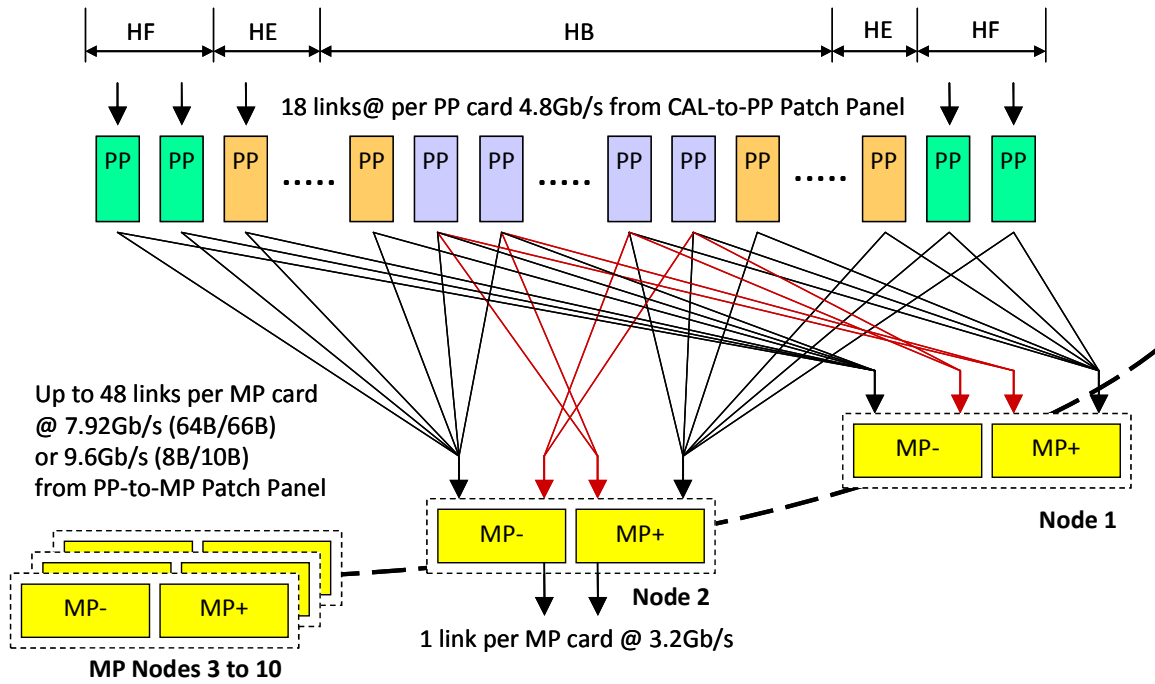 HF HE HB HE HF
18 links@ per PP card 4.8Gb/s from CAL-to-PP Patch Panel
PP PP PP ..... PP PP PP ..... PP PP PP ..... PP PP PP
Up to 48 links per MP card
@ 7.92Gb/s (64B/66B)
or 9.6Gb/s (8B/10B)
from PP-to-MP Patch Panel
MP- MP+
Node 1
MP- MP+
Node 2
MP- MP+
1 link per MP card @ 3.2Gb/s
MP Nodes 3 to 10